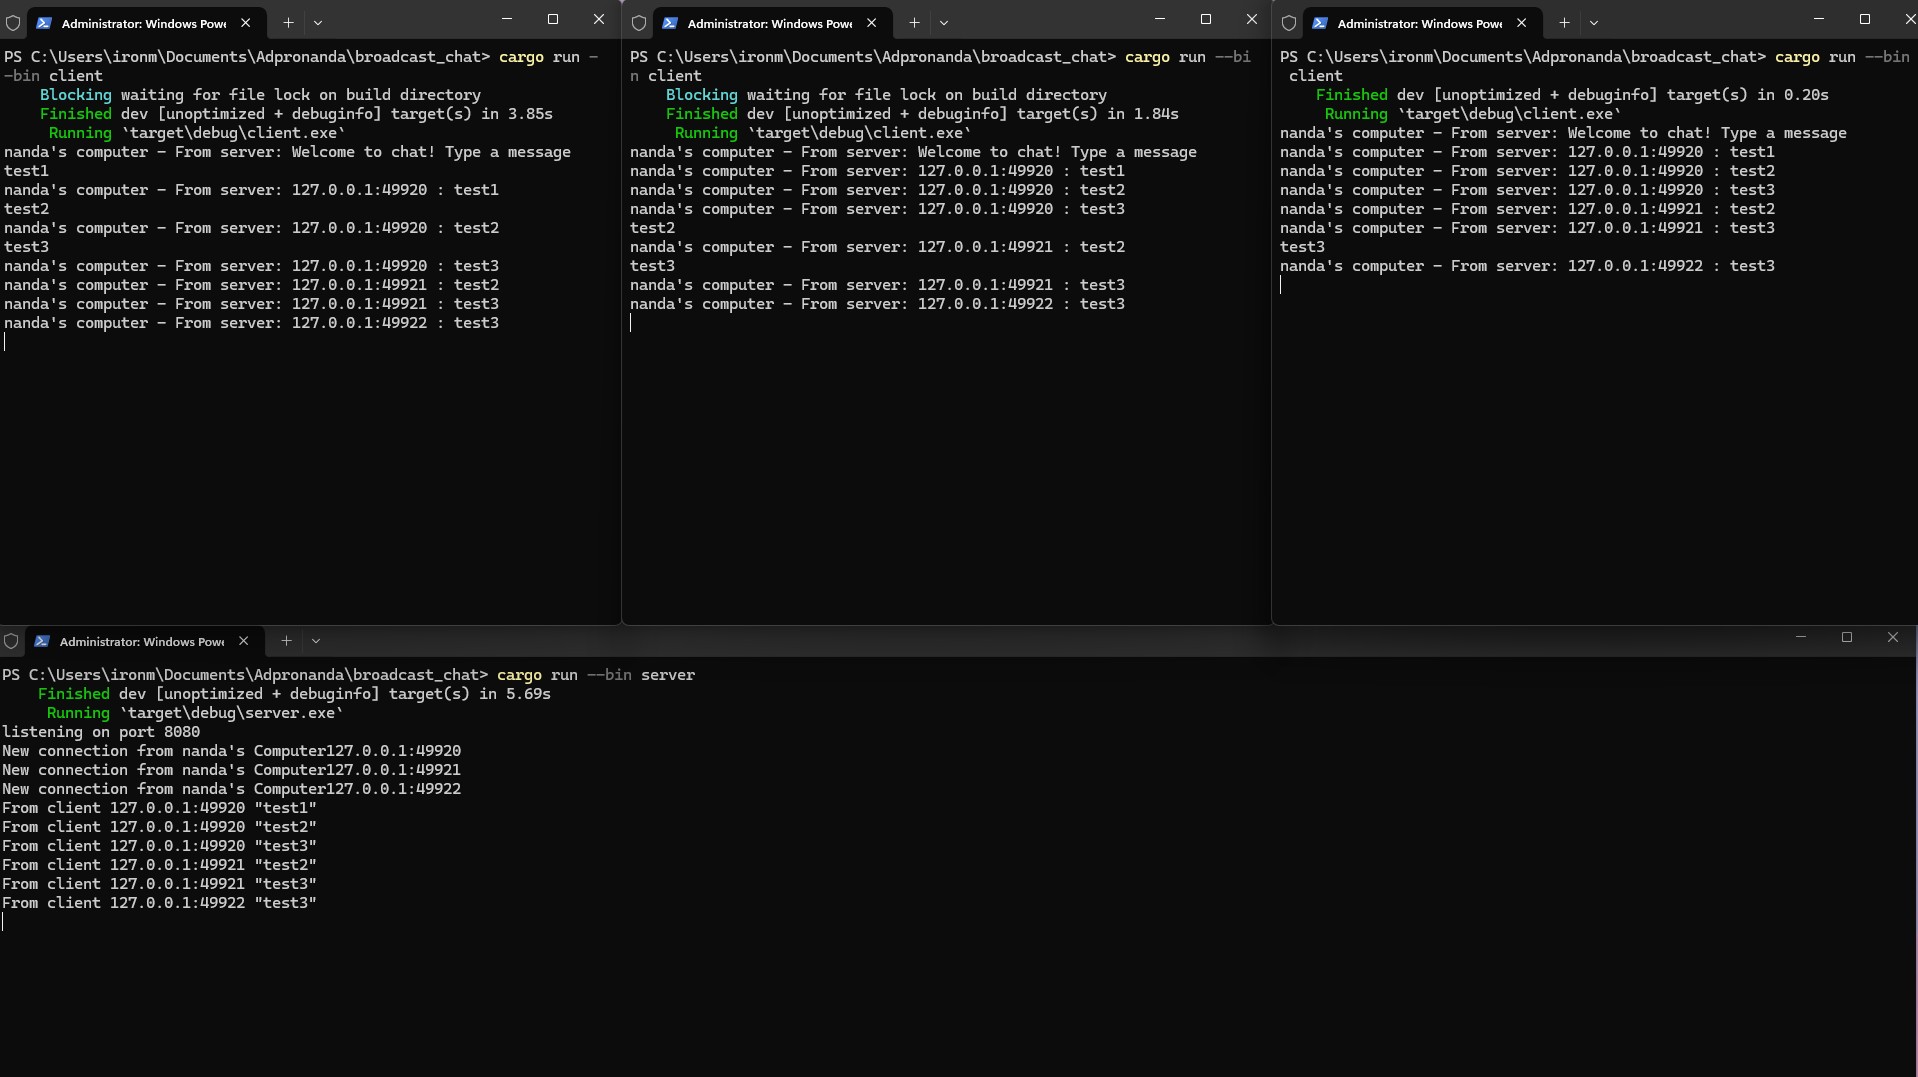 Administrator: Windows Powe
PS C:\Users\ironm\Documents\Adpronanda\broadcast_chat> cargo run -
-bin client
Blocking waiting for file lock on build directory
Finished dev [unoptimized + debuginfo] target(s) in 3.85s
Running `target\debug\client.exe`
nanda's computer - From server: Welcome to chat! Type a message
test1
nanda's computer - From server: 127.0.0.1:49920 : test1
test2
nanda's computer - From server: 127.0.0.1:49920 : test2
test3
nanda's computer - From server: 127.0.0.1:49920 : test3
nanda's computer - From server: 127.0.0.1:49921 : test2
nanda's computer - From server: 127.0.0.1:49921 : test3
nanda's computer - From server: 127.0.0.1:49922 : test3
Administrator: Windows Powe
PS C:\Users\ironm\Documents\Adpronanda\broadcast_chat> cargo run --bi
n client
Blocking waiting for file lock on build directory
Finished dev [unoptimized + debuginfo] target(s) in 1.84s
Running `target\debug\client.exe`
nanda's computer - From server: Welcome to chat! Type a message
nanda's computer - From server: 127.0.0.1:49920 : test1
nanda's computer - From server: 127.0.0.1:49920 : test2
nanda's computer - From server: 127.0.0.1:49920 : test3
test2
nanda's computer - From server: 127.0.0.1:49921 : test2
test3
nanda's computer - From server: 127.0.0.1:49921 : test3
nanda's computer - From server: 127.0.0.1:49922 : test3
Administrator: Windows Powe
PS C:\Users\ironm\Documents\Adpronanda\broadcast_chat> cargo run --bin
client
Finished dev [unoptimized + debuginfo] target(s) in 0.20s
Running `target\debug\client.exe`
nanda's computer - From server: Welcome to chat! Type a message
nanda's computer - From server: 127.0.0.1:49920 : test1
nanda's computer - From server: 127.0.0.1:49920 : test2
nanda's computer - From server: 127.0.0.1:49920 : test3
nanda's computer - From server: 127.0.0.1:49921 : test2
nanda's computer - From server: 127.0.0.1:49921 : test3
test3
nanda's computer - From server: 127.0.0.1:49922 : test3
Administrator: Windows Powe
PS C:\Users\ironm\Documents\Adpronanda\broadcast_chat> cargo run --bin server
Finished dev [unoptimized + debuginfo] target(s) in 5.69s
Running `target\debug\server.exe`
listening on port 8080
New connection from nanda's Computer127.0.0.1:49920
New connection from nanda's Computer127.0.0.1:49921
New connection from nanda's Computer127.0.0.1:49922
From client 127.0.0.1:49920 "test1"
From client 127.0.0.1:49920 "test2"
From client 127.0.0.1:49920 "test3"
From client 127.0.0.1:49921 "test2"
From client 127.0.0.1:49921 "test3"
From client 127.0.0.1:49922 "test3"